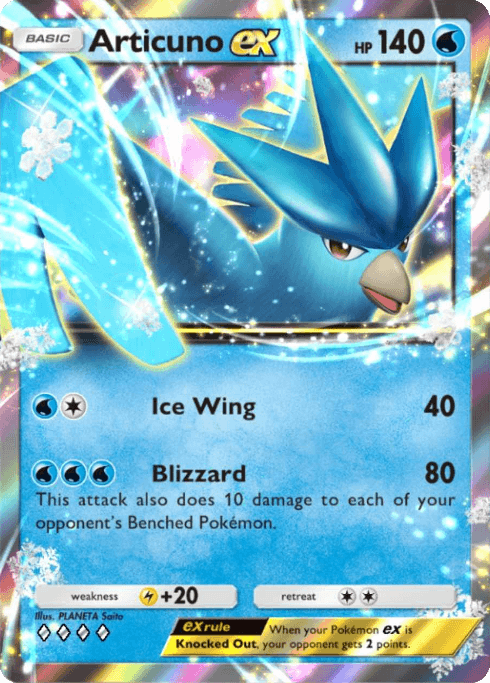 BASIC Articuno ex HP 140
Ice Wing 40
Blizzard 80
This attack also does 10 damage to each of your
opponent's Benched Pokémon.
weakness +20 retreat
Illus. PLANETA Saito
ex rule When your Pokémon ex is
Knocked Out, your opponent gets 2 points.